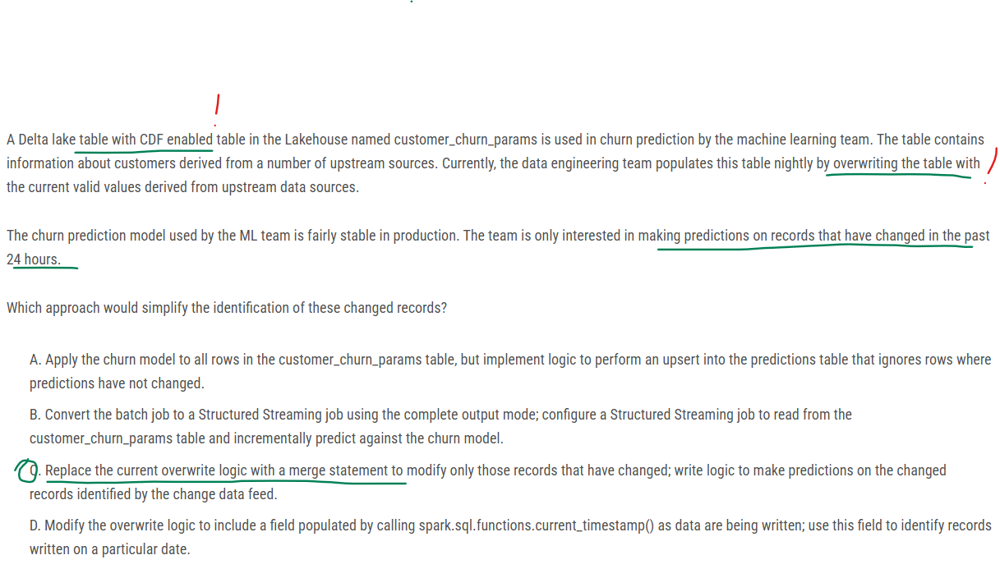 A Delta lake table with CDF enabled table in the Lakehouse named customer_churn_params is used in churn prediction by the machine learning team. The table contains
information about customers derived from a number of upstream sources. Currently, the data engineering team populates this table nightly by overwriting the table with
the current valid values derived from upstream data sources.
The churn prediction model used by the ML team is fairly stable in production. The team is only interested in making predictions on records that have changed in the past
24 hours.
Which approach would simplify the identification of these changed records?
A. Apply the churn model to all rows in the customer_churn_params table, but implement logic to perform an upsert into the predictions table that ignores rows where
predictions have not changed.
B. Convert the batch job to a Structured Streaming job using the complete output mode; configure a Structured Streaming job to read from the
customer_churn_params table and incrementally predict against the churn model.
C. Replace the current overwrite logic with a merge statement to modify only those records that have changed; write logic to make predictions on the changed
records identified by the change data feed.
D. Modify the overwrite logic to include a field populated by calling spark.sql.functions.current_timestamp() as data are being written; use this field to identify records
written on a particular date.